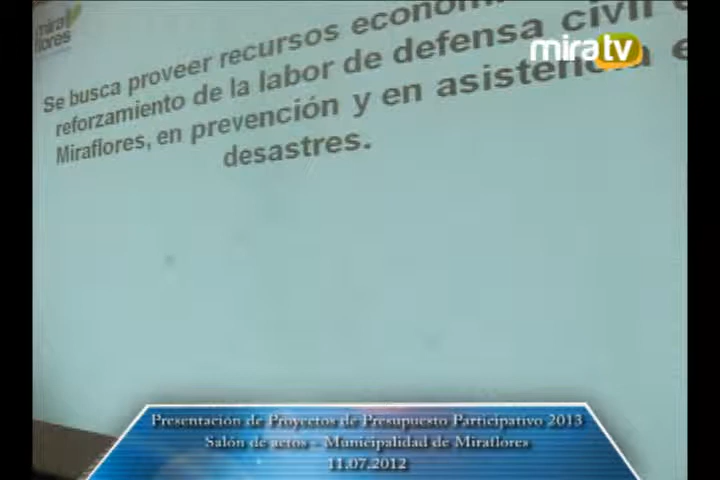 mira
flores
miratv
Se busca proveer recursos
reforzamiento de la labor de defensa civil
Miraflores, en prevención y en asistencia
desastres.
Presentación de Proyectos de Presupuesto Participativo 2013
Salón de actos - Municipalidad de Miraflores
11.07.2012